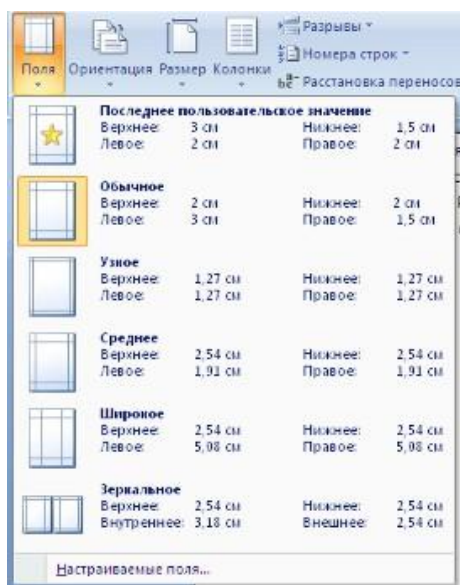 Поля Ориентация Размер Колонки
Разрывы
Номера строк
Расстановка переносов
Последнее пользовательское значение
Верхнее: 3 см Нижнее: 1,5 см
Левое: 2 см Правое: 2 см
Обычное
Верхнее: 2 см Нижнее: 2 см
Левое: 3 см Правое: 1,5 см
Узкое
Верхнее: 1,27 см Нижнее: 1,27 см
Левое: 1,27 см Правое: 1,27 см
Среднее
Верхнее: 2,54 см Нижнее: 2,54 см
Левое: 1,91 см Правое: 1,91 см
Широкое
Верхнее: 2,54 см Нижнее: 2,54 см
Левое: 5,08 см Правое: 5,08 см
Зеркальное
Верхнее: 2,54 см Нижнее: 2,54 см
Внутреннее: 3,18 см Внешнее: 2,54 см
Настраиваемые поля...